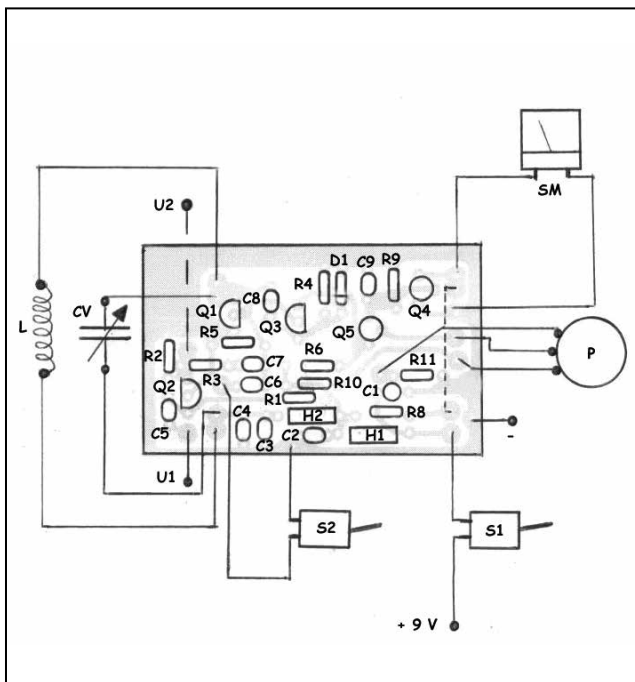 SM
U2
L
CV
D1
C9
R9
R4
C8
Q1
Q3
Q4
Q5
R5
R2
C7
R6
R3
C6
R10
R11
P
Q2
R1
C1
H2
R8
C5
C4
C3
C2
H1
-
U1
S2
S1
+ 9 V